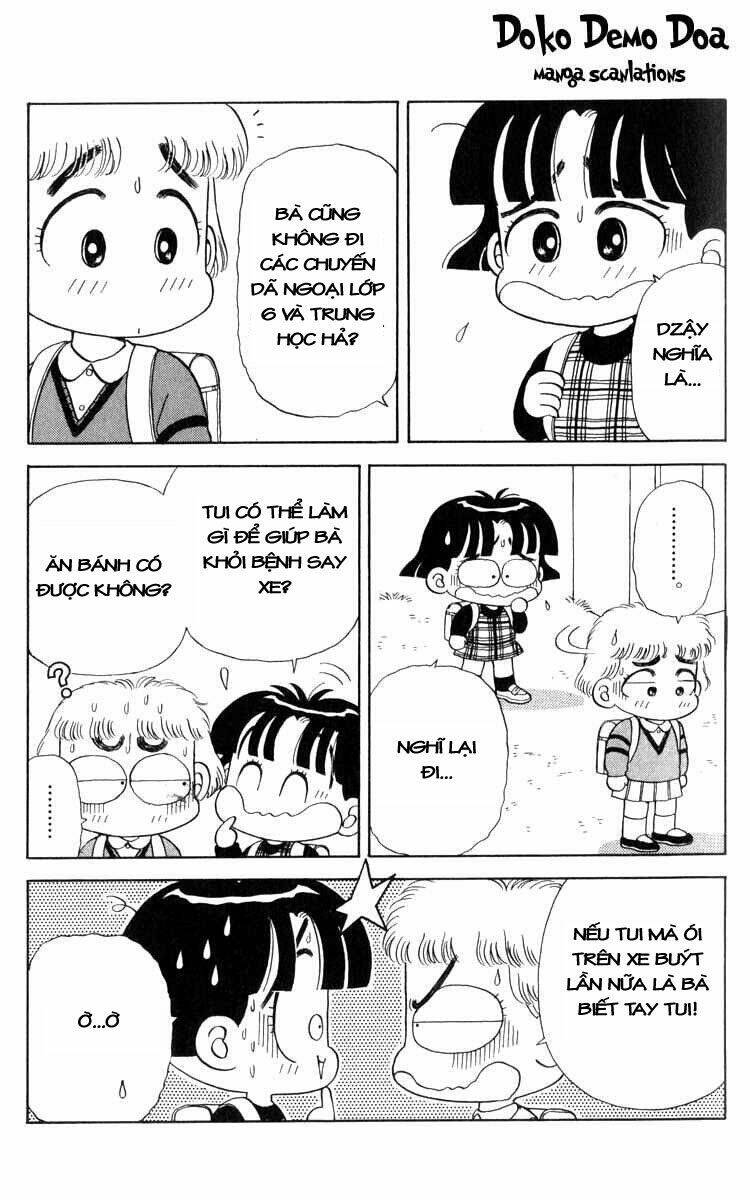 Doko Demo Doa
manga scanlations
DZẬY
NGHĨA
LÀ...
BÀ CŨNG
KHÔNG ĐI
CÁC CHUYẾN
DÃ NGOẠI LỚP
6 VÀ TRUNG
HỌC HẢ?
..........
NGHĨ LẠI
ĐI...
TUI CÓ THỂ LÀM
GÌ ĐỂ GIÚP BÀ
KHỎI BỆNH SAY
XE?
ĂN BÁNH CÓ
ĐƯỢC KHÔNG?
?
........
NẾU TUI MÀ ÓI
TRÊN XE BUÝT
LẦN NỮA LÀ BÀ
BIẾT TAY TUI!
Ờ...Ờ